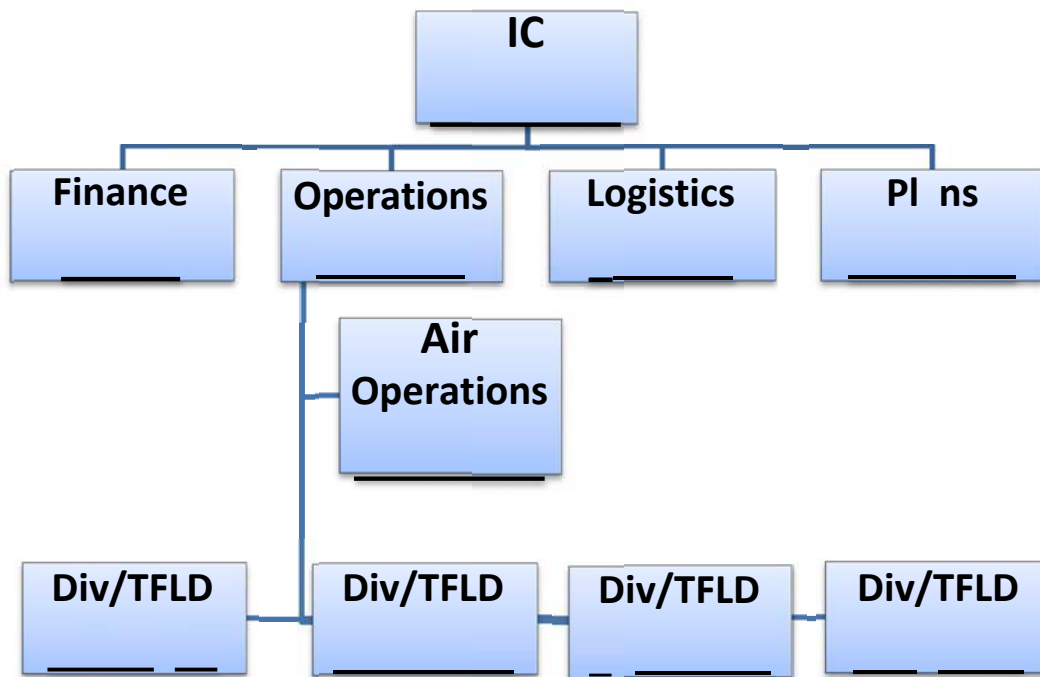 IC
Finance
Operations
Logistics
Pl ns
Air
Operations
Div/TFLD
Div/TFLD
Div/TFLD
Div/TFLD